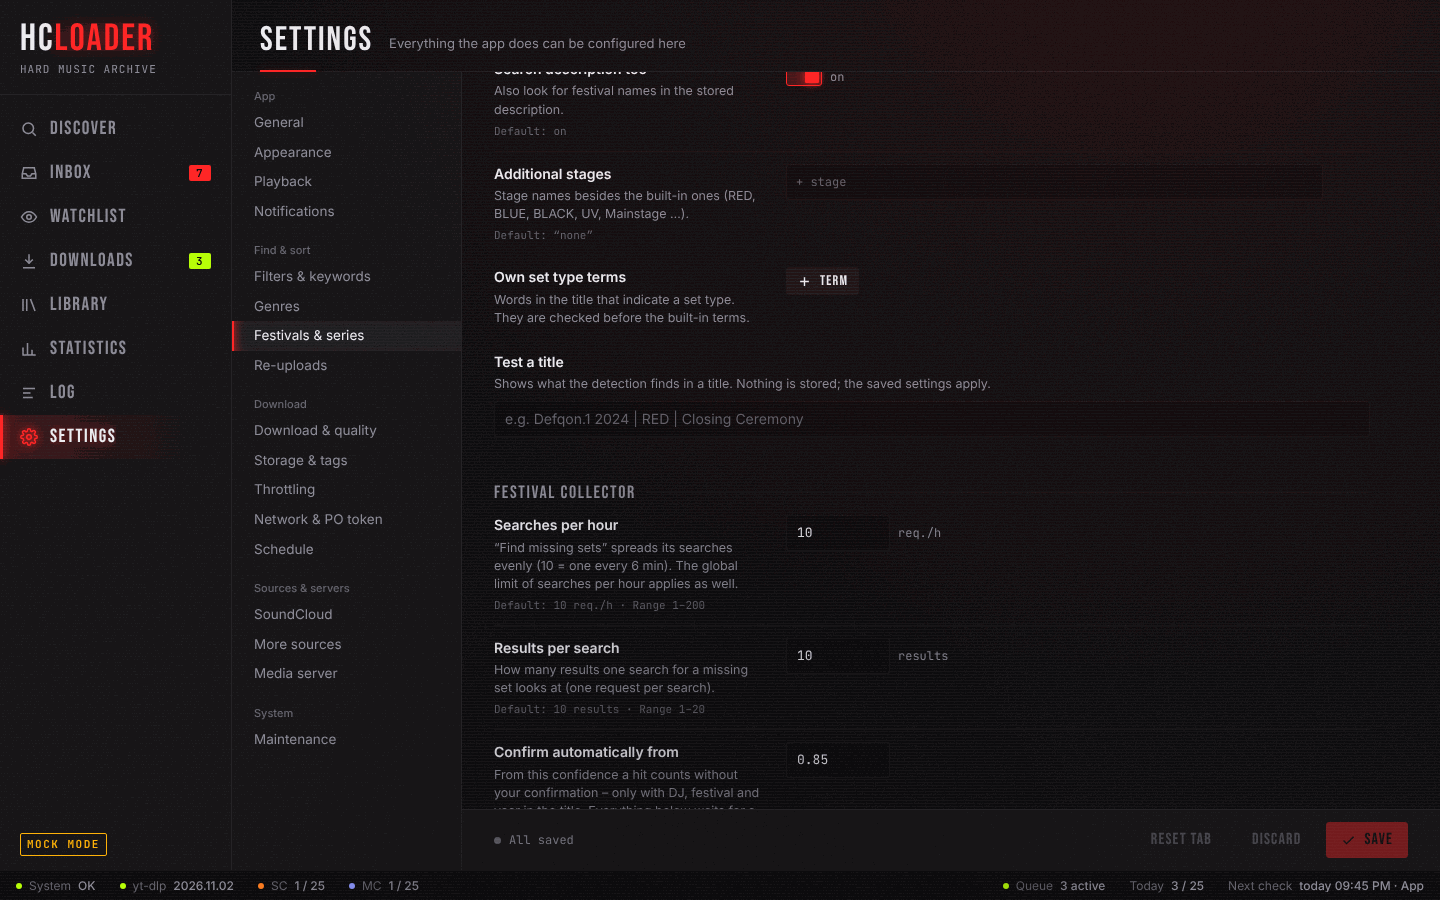 HCLOADER
HARD MUSIC ARCHIVE
DISCOVER
INBOX 7
WATCHLIST
DOWNLOADS 3
LIBRARY
STATISTICS
LOG
SETTINGS
MOCK MODE
SETTINGS Everything the app does can be configured here
App
General
Appearance
Playback
Notifications
Find & sort
Filters & keywords
Genres
Festivals & series
Re-uploads
Download
Download & quality
Storage & tags
Throttling
Network & PO token
Schedule
Sources & servers
SoundCloud
More sources
Media server
System
Maintenance
Search description too
on
Also look for festival names in the stored
description.
Default: on
Additional stages
+ stage
Stage names besides the built-in ones (RED,
BLUE, BLACK, UV, Mainstage ...).
Default: “none”
Own set type terms
+ TERM
Words in the title that indicate a set type.
They are checked before the built-in terms.
Test a title
Shows what the detection finds in a title. Nothing is stored; the saved settings apply.
e.g. Defqon.1 2024 | RED | Closing Ceremony
FESTIVAL COLLECTOR
Searches per hour
10 req./h
“Find missing sets” spreads its searches
evenly (10 = one every 6 min). The global
limit of searches per hour applies as well.
Default: 10 req./h · Range 1–200
Results per search
10 results
How many results one search for a missing
set looks at (one request per search).
Default: 10 results · Range 1–20
Confirm automatically from
0.85
From this confidence a hit counts without
your confirmation – only with DJ, festival and
year in the title. Everything below waits for a
All saved
RESET TAB DISCARD SAVE
System OK yt-dlp 2026.11.02 SC 1 / 25 MC 1 / 25 Queue 3 active Today 3 / 25 Next check today 09:45 PM · App